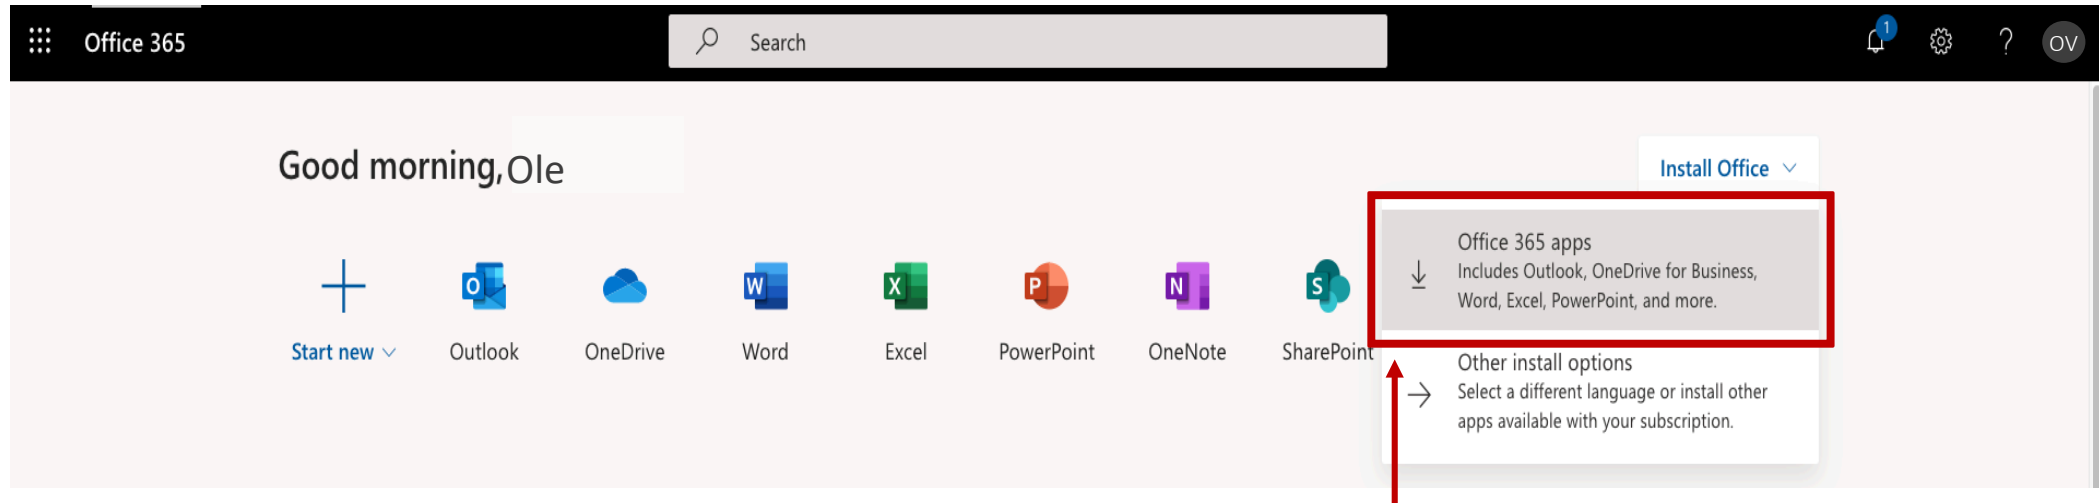 Office 365
Search
1
?
OV
Good morning, Ole
Install Office
Office 365 apps
Includes Outlook, OneDrive for Business,
Word, Excel, PowerPoint, and more.
O
W
X
P
N
S
Start new
Outlook
OneDrive
Word
Excel
PowerPoint
OneNote
SharePoint
Other install options
Select a different language or install other
apps available with your subscription.